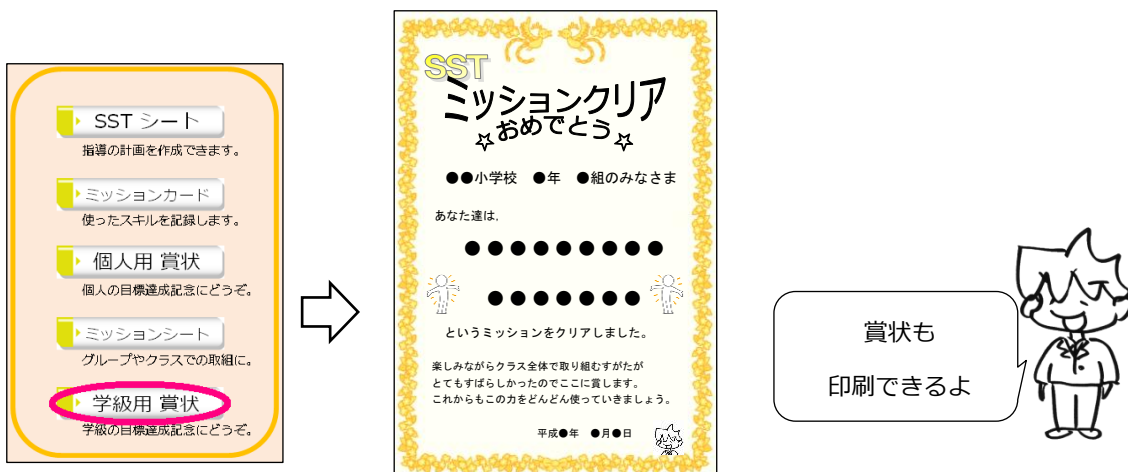 SST シート
指導の計画を作成できます。
ミッションカード
使ったスキルを記録します。
個人用 賞状
個人の目標達成記念にどうぞ。
ミッションシート
グループやクラスでの取組に。
学級用 賞状
学級の目標達成記念にどうぞ。
SST
ミッションクリア
☆おめでとう☆
●●小学校 ●年 ●組のみなさま
あなた達は,
●●●●●●●●●
●●●●●●●
というミッションをクリアしました。
楽しみながらクラス全体で取り組むすがたが
とてもすばらしかったのでここに賞します。
これからもこの力をどんどん使っていきましょう。
平成●年 ●月●日
賞状も
印刷できるよ